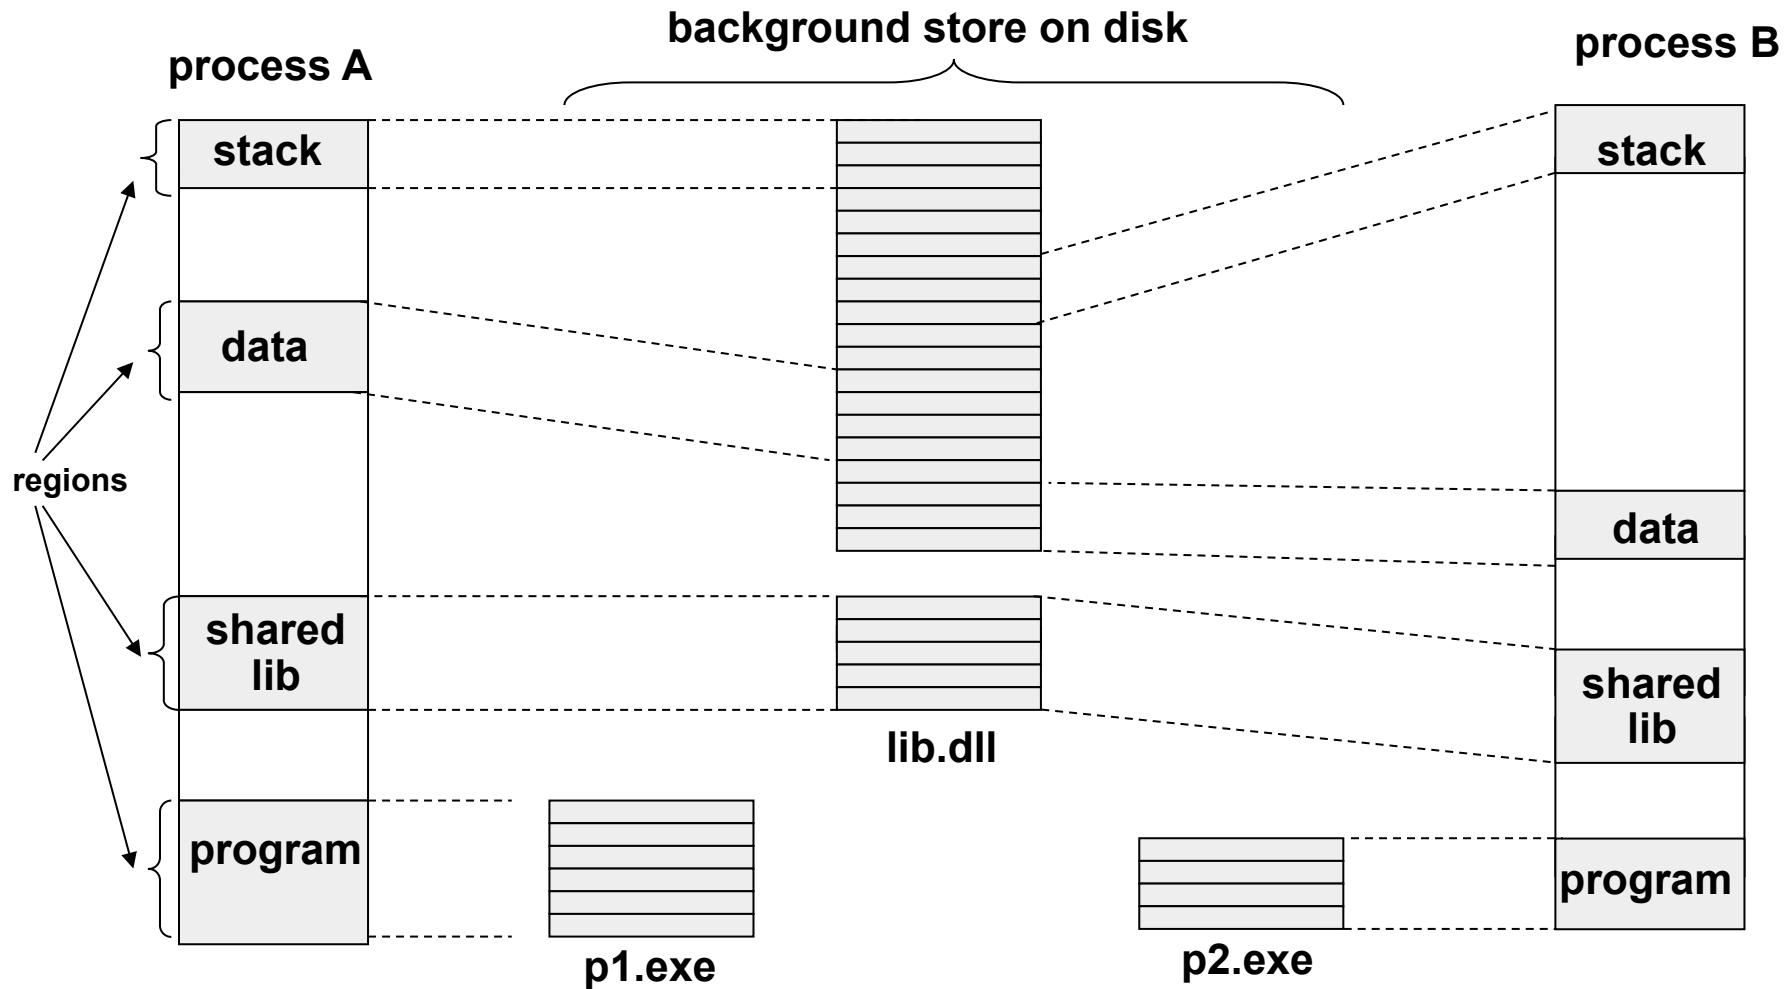 background store on disk
process A
process B
stack
stack
data
data
regions
shared
lib
shared
lib
lib.dll
program
program
p1.exe
p2.exe